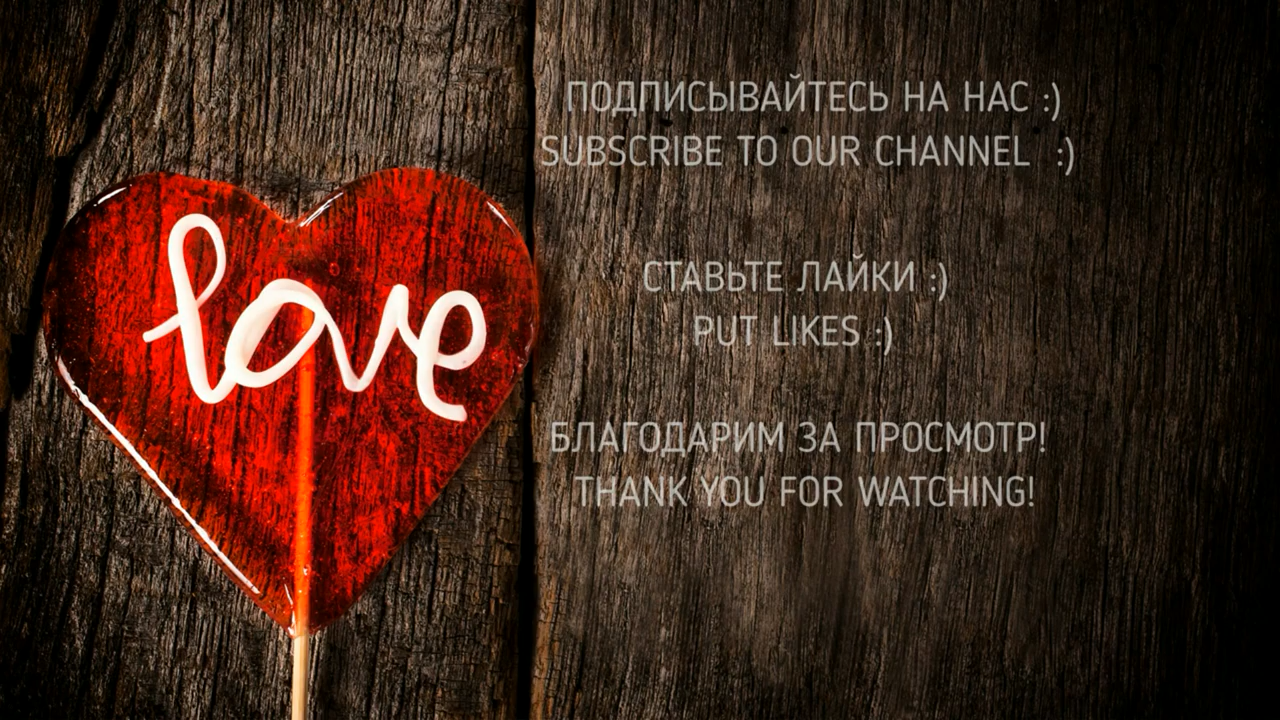 love
ПОДПИСЫВАЙТЕСЬ НА НАС :)
SUBSCRIBE TO OUR CHANNEL :)
СТАВЬТЕ ЛАЙКИ :)
PUT LIKES :)
БЛАГОДАРИМ ЗА ПРОСМОТР!
THANK YOU FOR WATCHING!